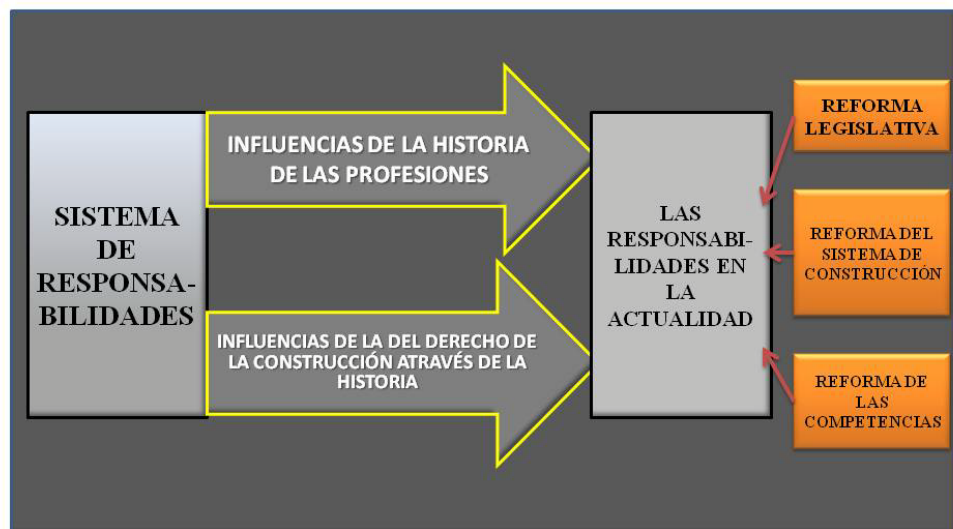 SISTEMA
DE
RESPONSA-
BILIDADES
INFLUENCIAS DE LA HISTORIA
DE LAS PROFESIONES
INFLUENCIAS DE LA DEL DERECHO DE
LA CONSTRUCCIÓN ATRAVÉS DE LA
HISTORIA
LAS
RESPONSABI-
LIDADES EN
LA
ACTUALIDAD
REFORMA
LEGISLATIVA
REFORMA DEL
SISTEMA DE
CONSTRUCCIÓN
REFORMA DE
LAS
COMPETENCIAS